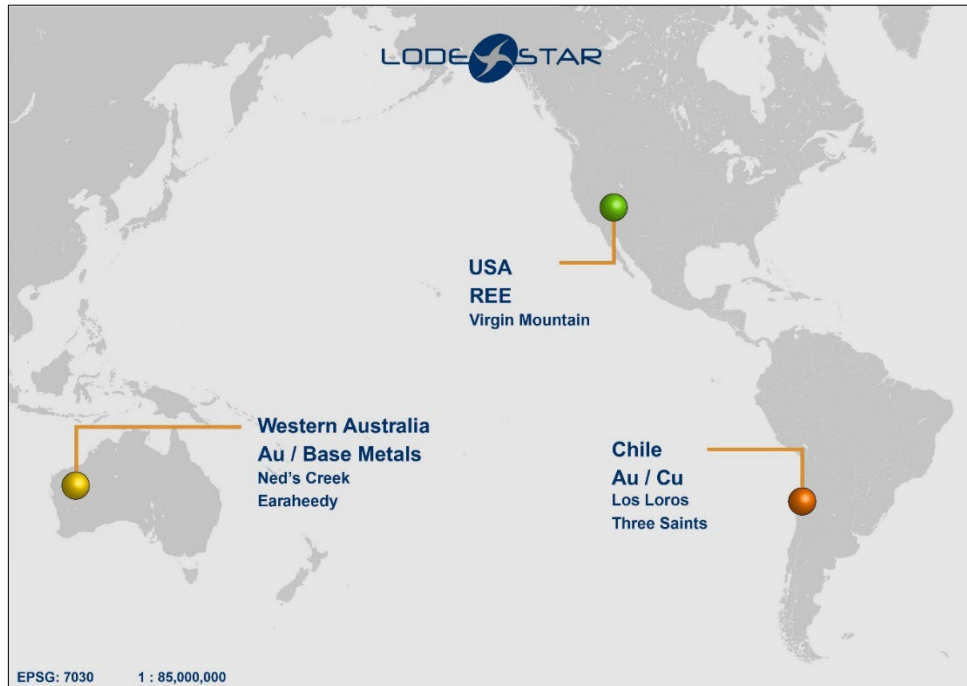 LODESTAR
USA
REE
Virgin Mountain
Western Australia
Au / Base Metals
Ned's Creek
Earaheedy
Chile
Au / Cu
Los Loros
Three Saints
EPSG: 7030 1 : 85,000,000